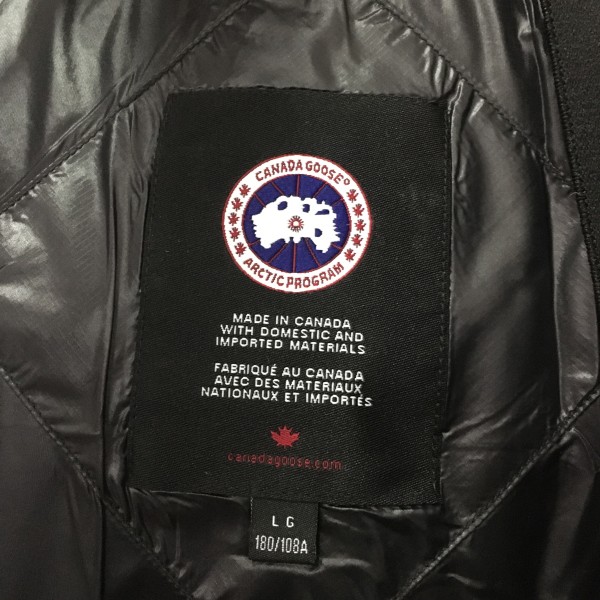 CANADA GOOSE®
ARCTIC PROGRAM
MADE IN CANADA
WITH DOMESTIC AND
IMPORTED MATERIALS
FABRIQUÉ AU CANADA
AVEC DES MATERIAUX
NATIONAUX ET IMPORTÉS
canadagoose.com
LG
180/108A